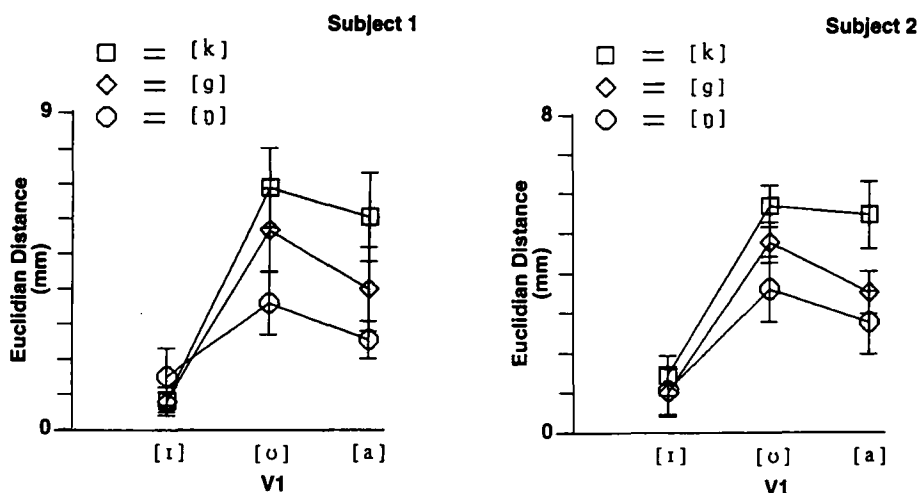 Subject 1
□ = [k]
◇ = [g]
○ = [ŋ]
9
0
Euclidian Distance
(mm)
[ɪ] [ʊ] [a]
V1
Subject 2
□ = [k]
◇ = [g]
○ = [ŋ]
8
0
Euclidian Distance
(mm)
[ɪ] [ʊ] [a]
V1